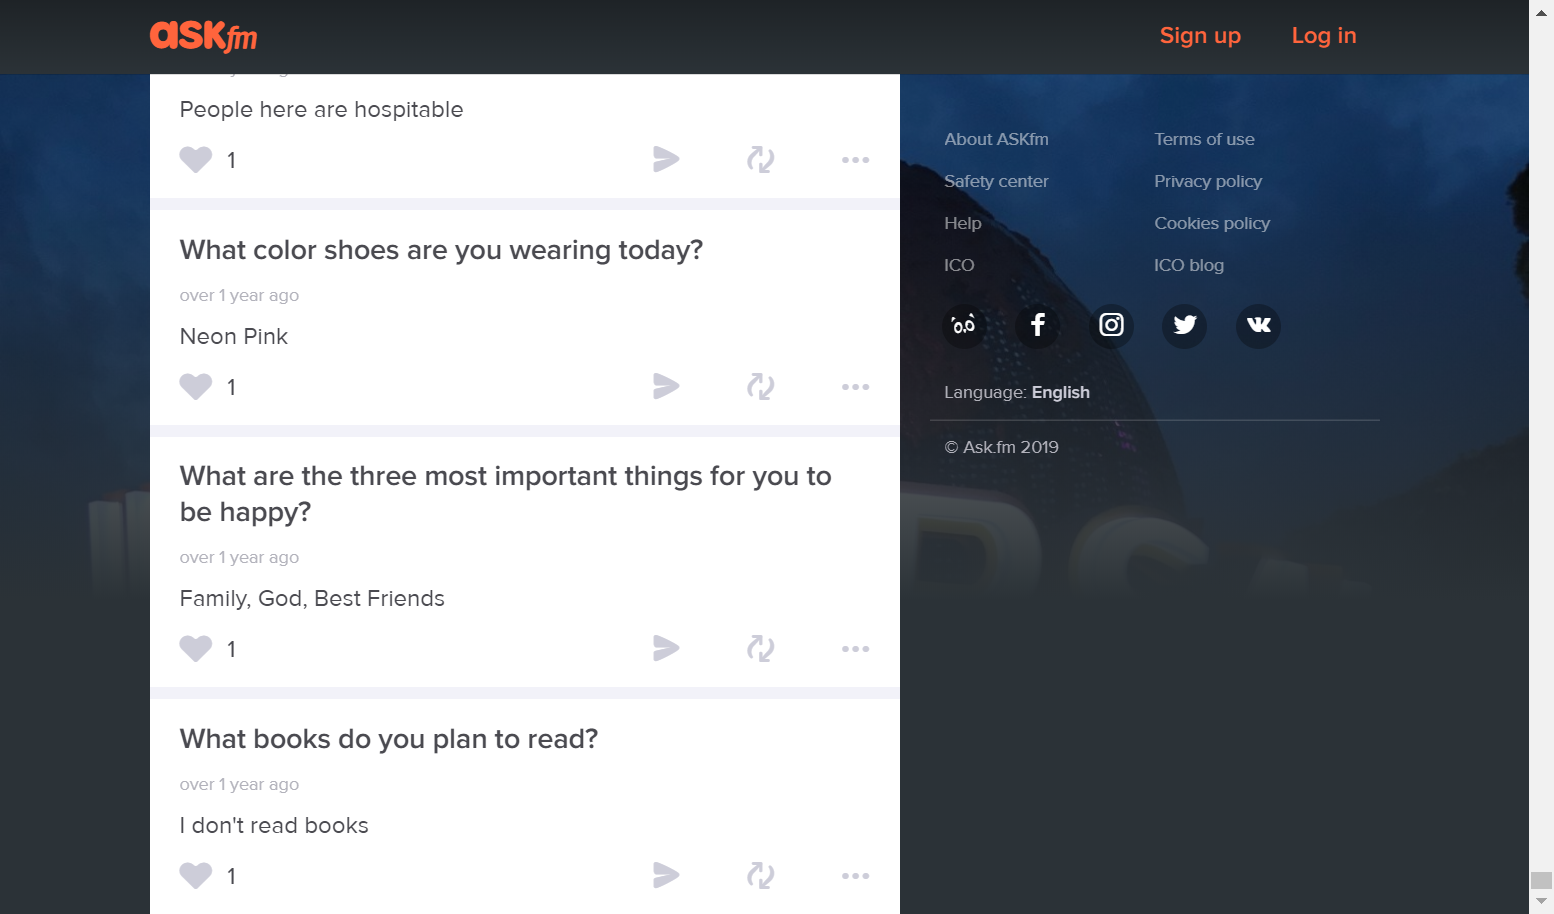 ASKfm
Sign up
Log in
People here are hospitable
1
What color shoes are you wearing today?
over 1 year ago
Neon Pink
1
What are the three most important things for you to
be happy?
over 1 year ago
Family, God, Best Friends
1
What books do you plan to read?
over 1 year ago
I don't read books
1
About ASKfm
Terms of use
Safety center
Privacy policy
Help
Cookies policy
ICO
ICO blog
Language: English
© Ask.fm 2019